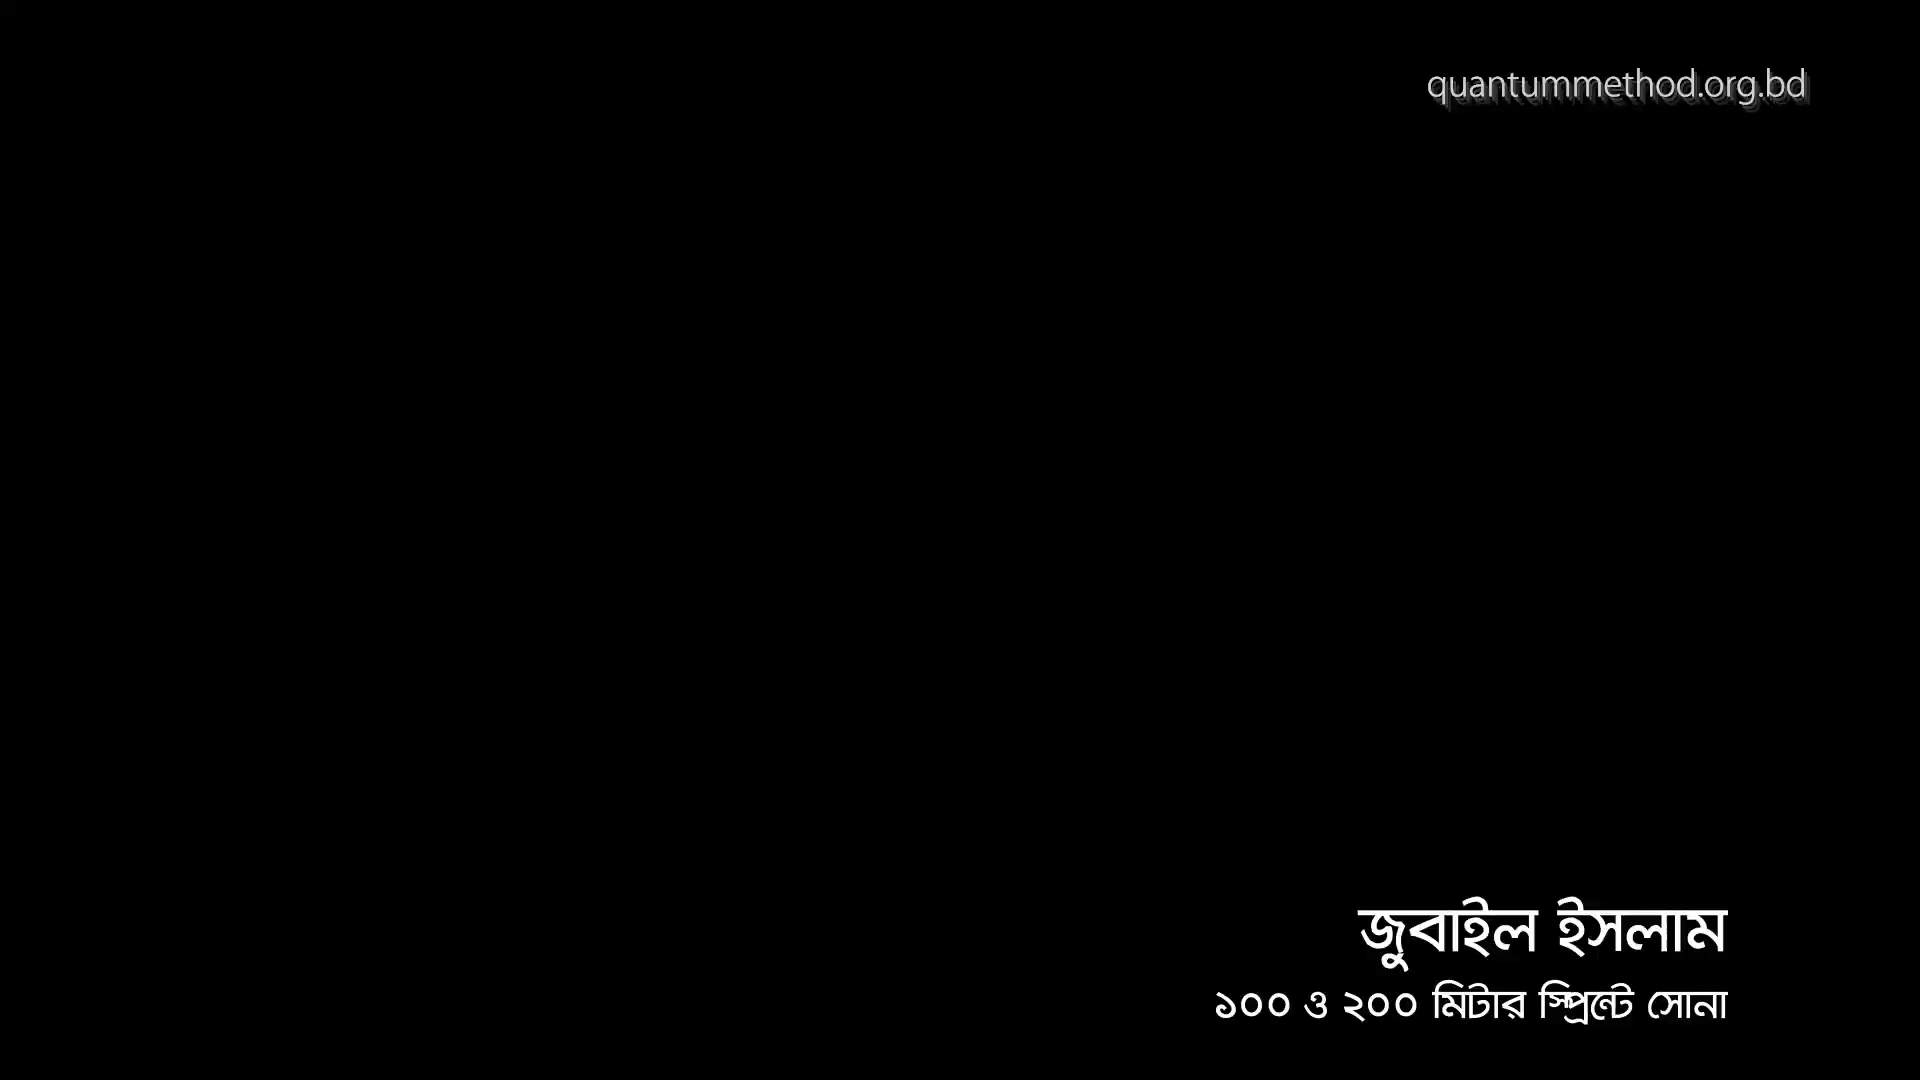 quantummethod.org.bd
জুবাইল ইসলাম
১০০ ও ২০০ মিটার স্প্রিন্টে সোনা